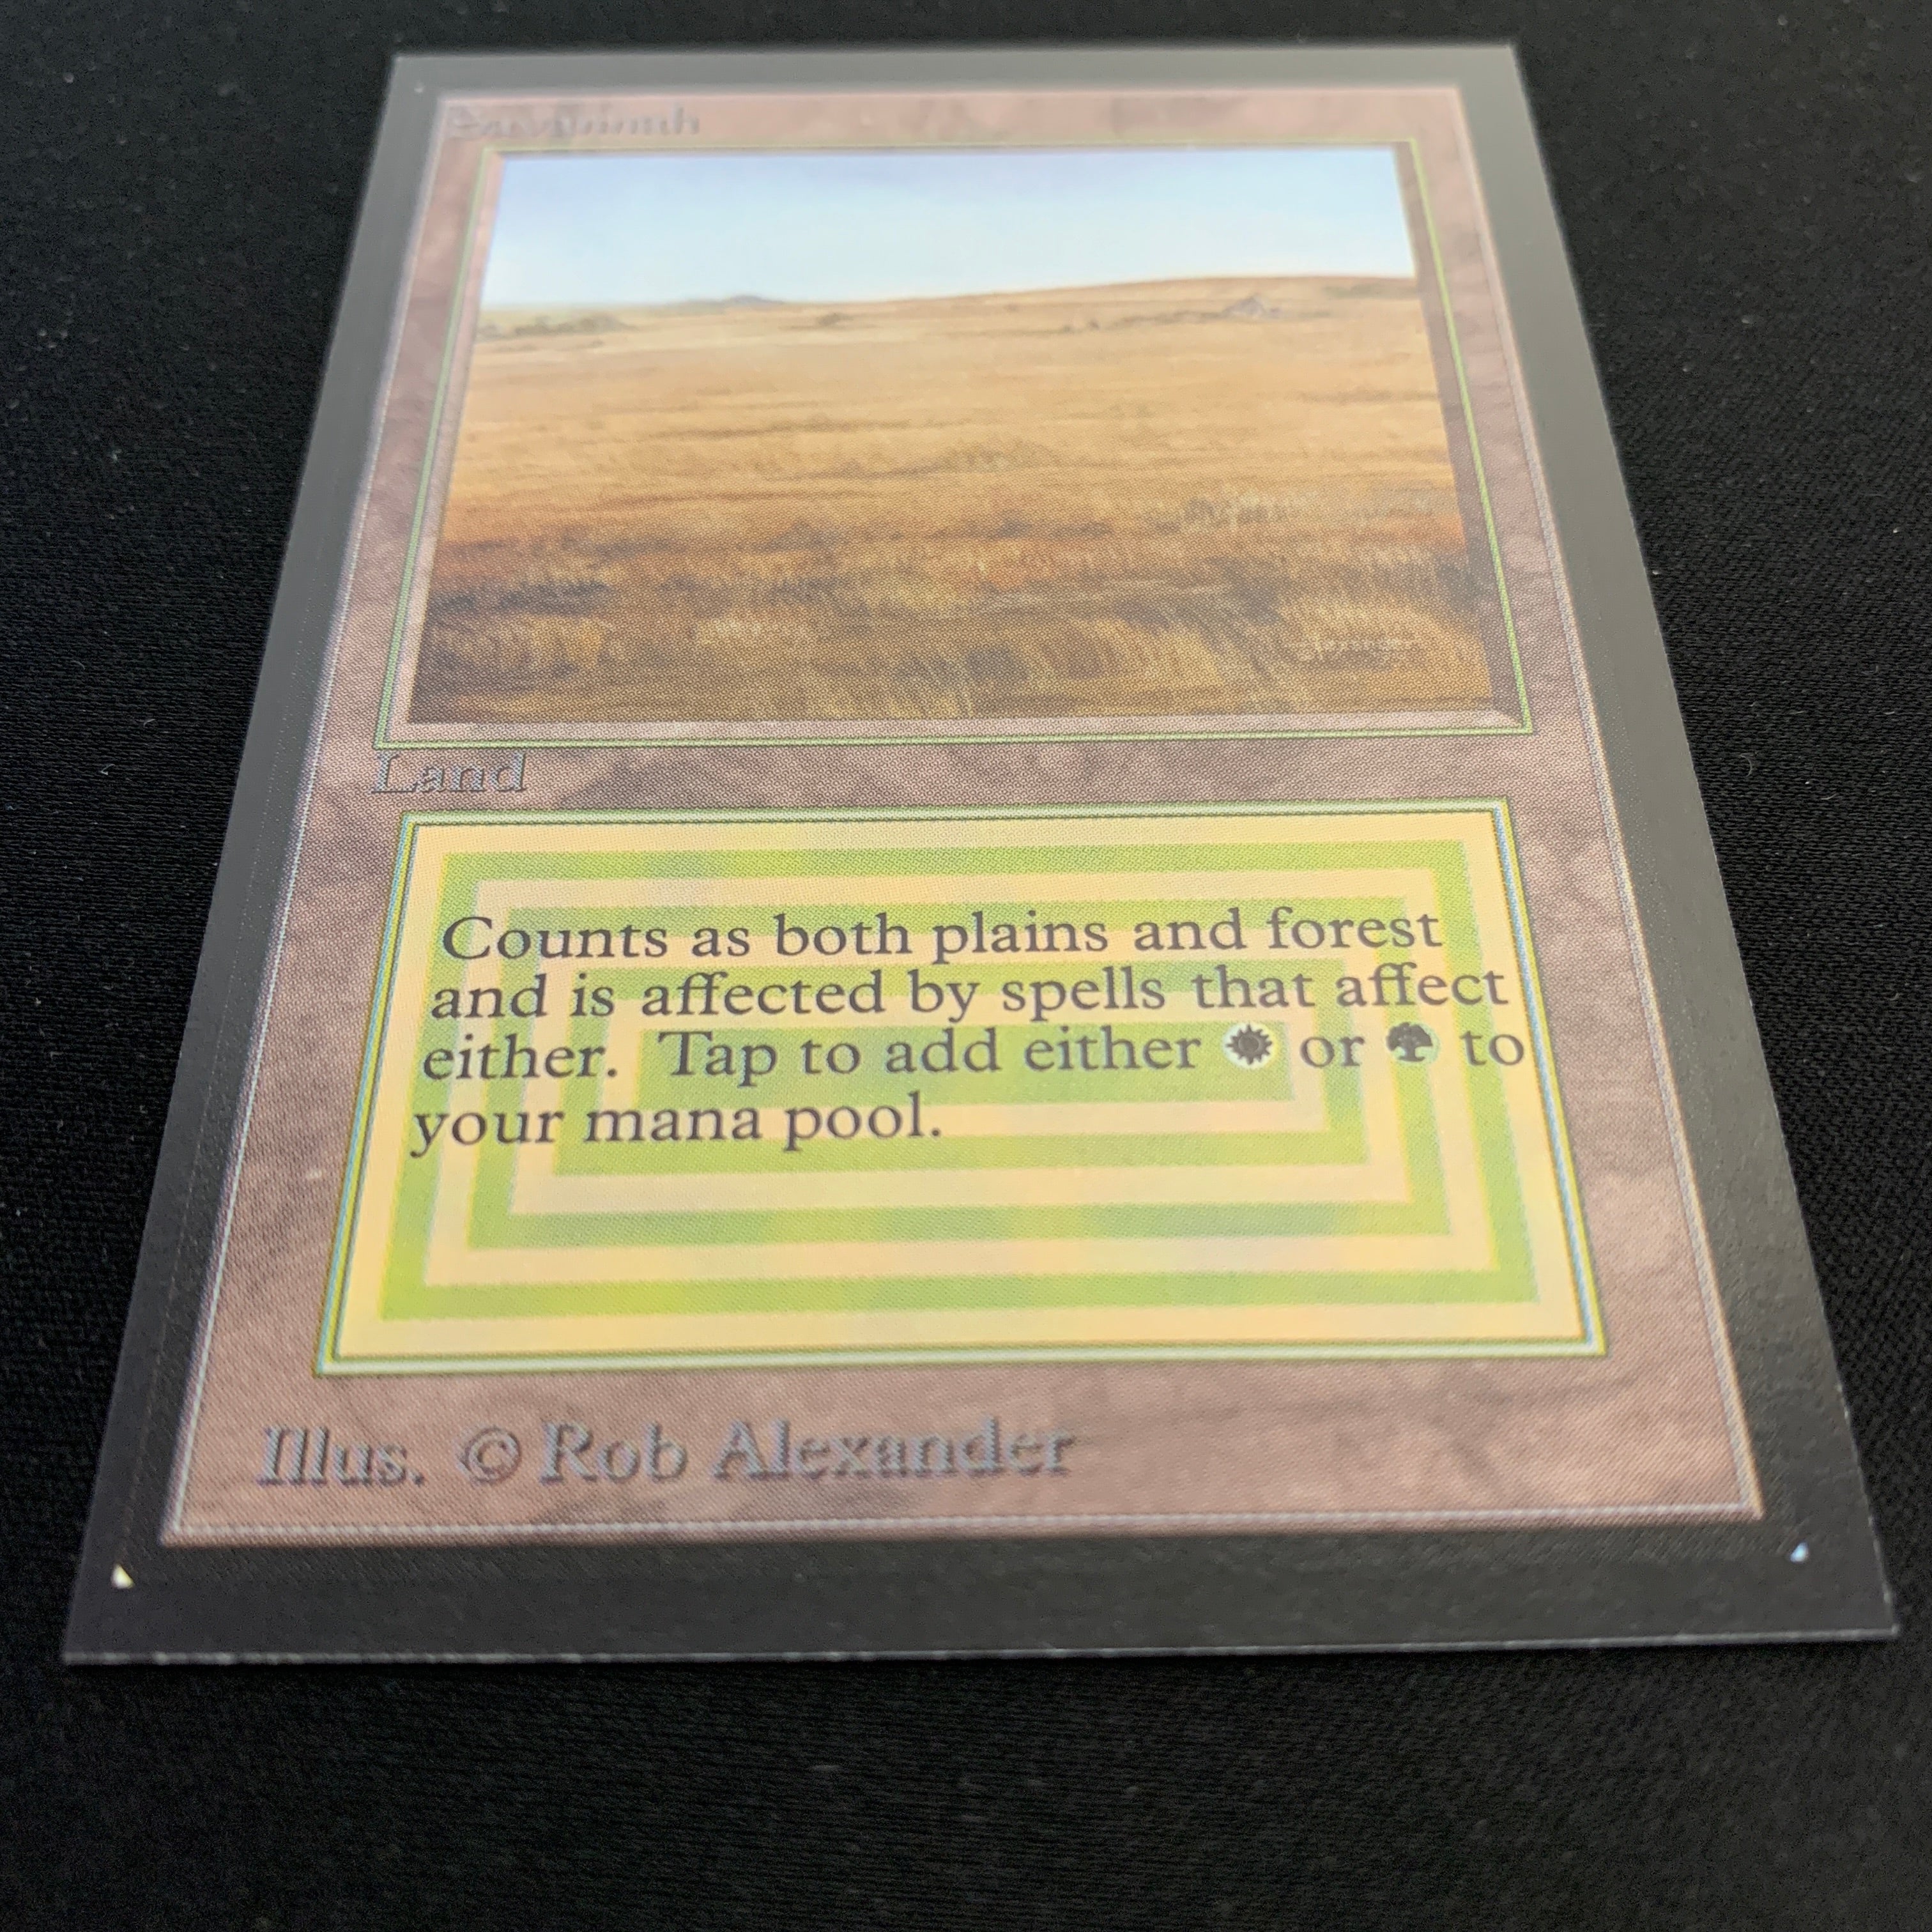 Savannah
Land
Counts as both plains and forest
and is affected by spells that affect
either. Tap to add either or to
your mana pool.
Illus. © Rob Alexander